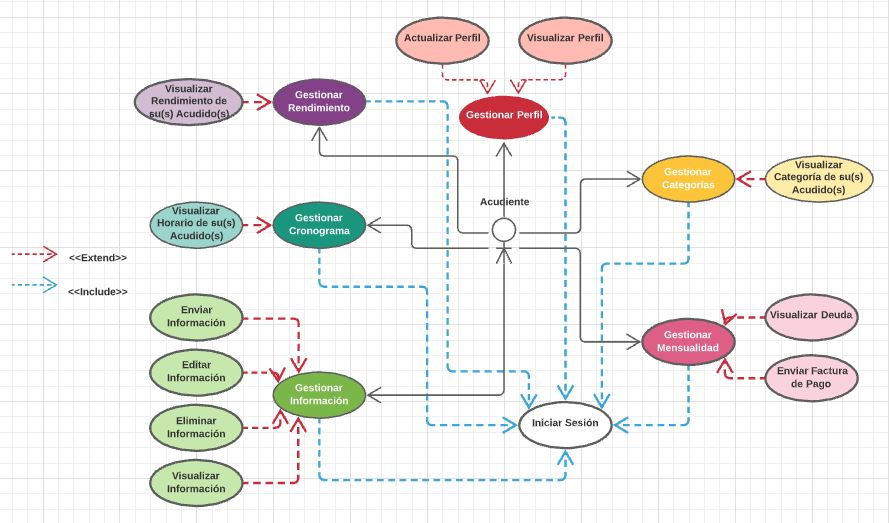 Actualizar Perfil
Visualizar Perfil
Visualizar
Rendimiento de
su(s) Acudido(s)
Gestionar
Rendimiento
Gestionar Perfil
Gestionar
Categorías
Visualizar
Categoría de su(s)
Acudido(s)
Acudiente
Visualizar
Horario de su(s)
Acudido(s)
Gestionar
Cronograma
<<Extend>>
<<Include>>
Enviar
Información
Editar
Información
Eliminar
Información
Visualizar
Información
Gestionar
Información
Gestionar
Mensualidad
Visualizar Deuda
Enviar Factura
de Pago
Iniciar Sesión